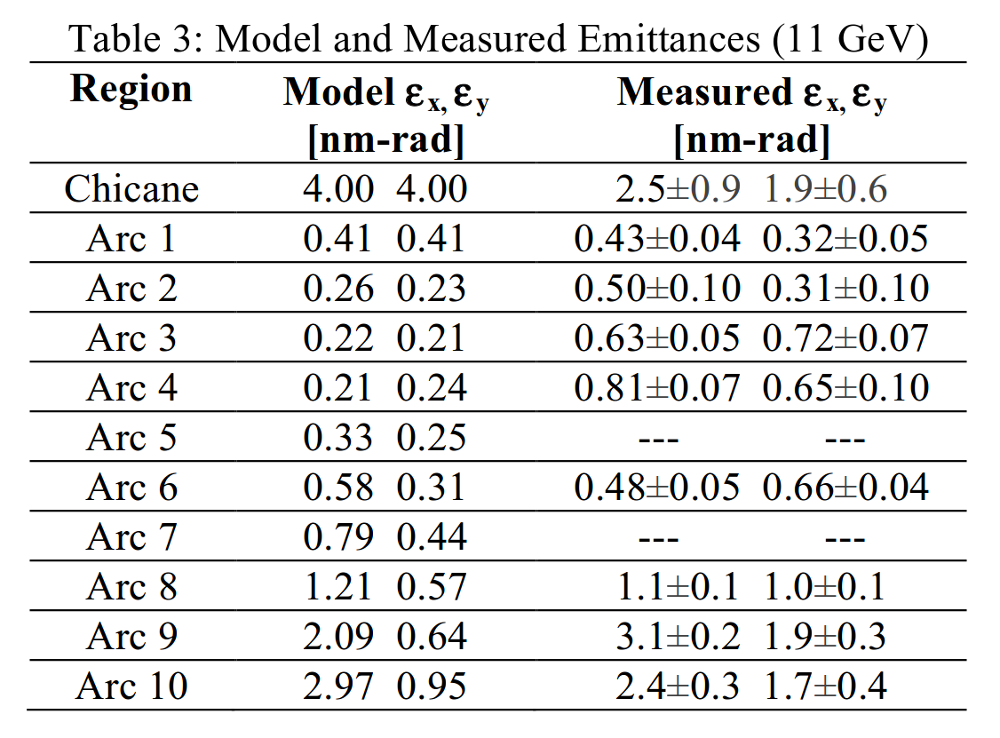 Table 3: Model and Measured Emittances (11 GeV)
Region Model εx, εy [nm-rad] Measured εx, εy [nm-rad]
Chicane 4.00 4.00 2.5±0.9 1.9±0.6
Arc 1 0.41 0.41 0.43±0.04 0.32±0.05
Arc 2 0.26 0.23 0.50±0.10 0.31±0.10
Arc 3 0.22 0.21 0.63±0.05 0.72±0.07
Arc 4 0.21 0.24 0.81±0.07 0.65±0.10
Arc 5 0.33 0.25 --- ---
Arc 6 0.58 0.31 0.48±0.05 0.66±0.04
Arc 7 0.79 0.44 --- ---
Arc 8 1.21 0.57 1.1±0.1 1.0±0.1
Arc 9 2.09 0.64 3.1±0.2 1.9±0.3
Arc 10 2.97 0.95 2.4±0.3 1.7±0.4